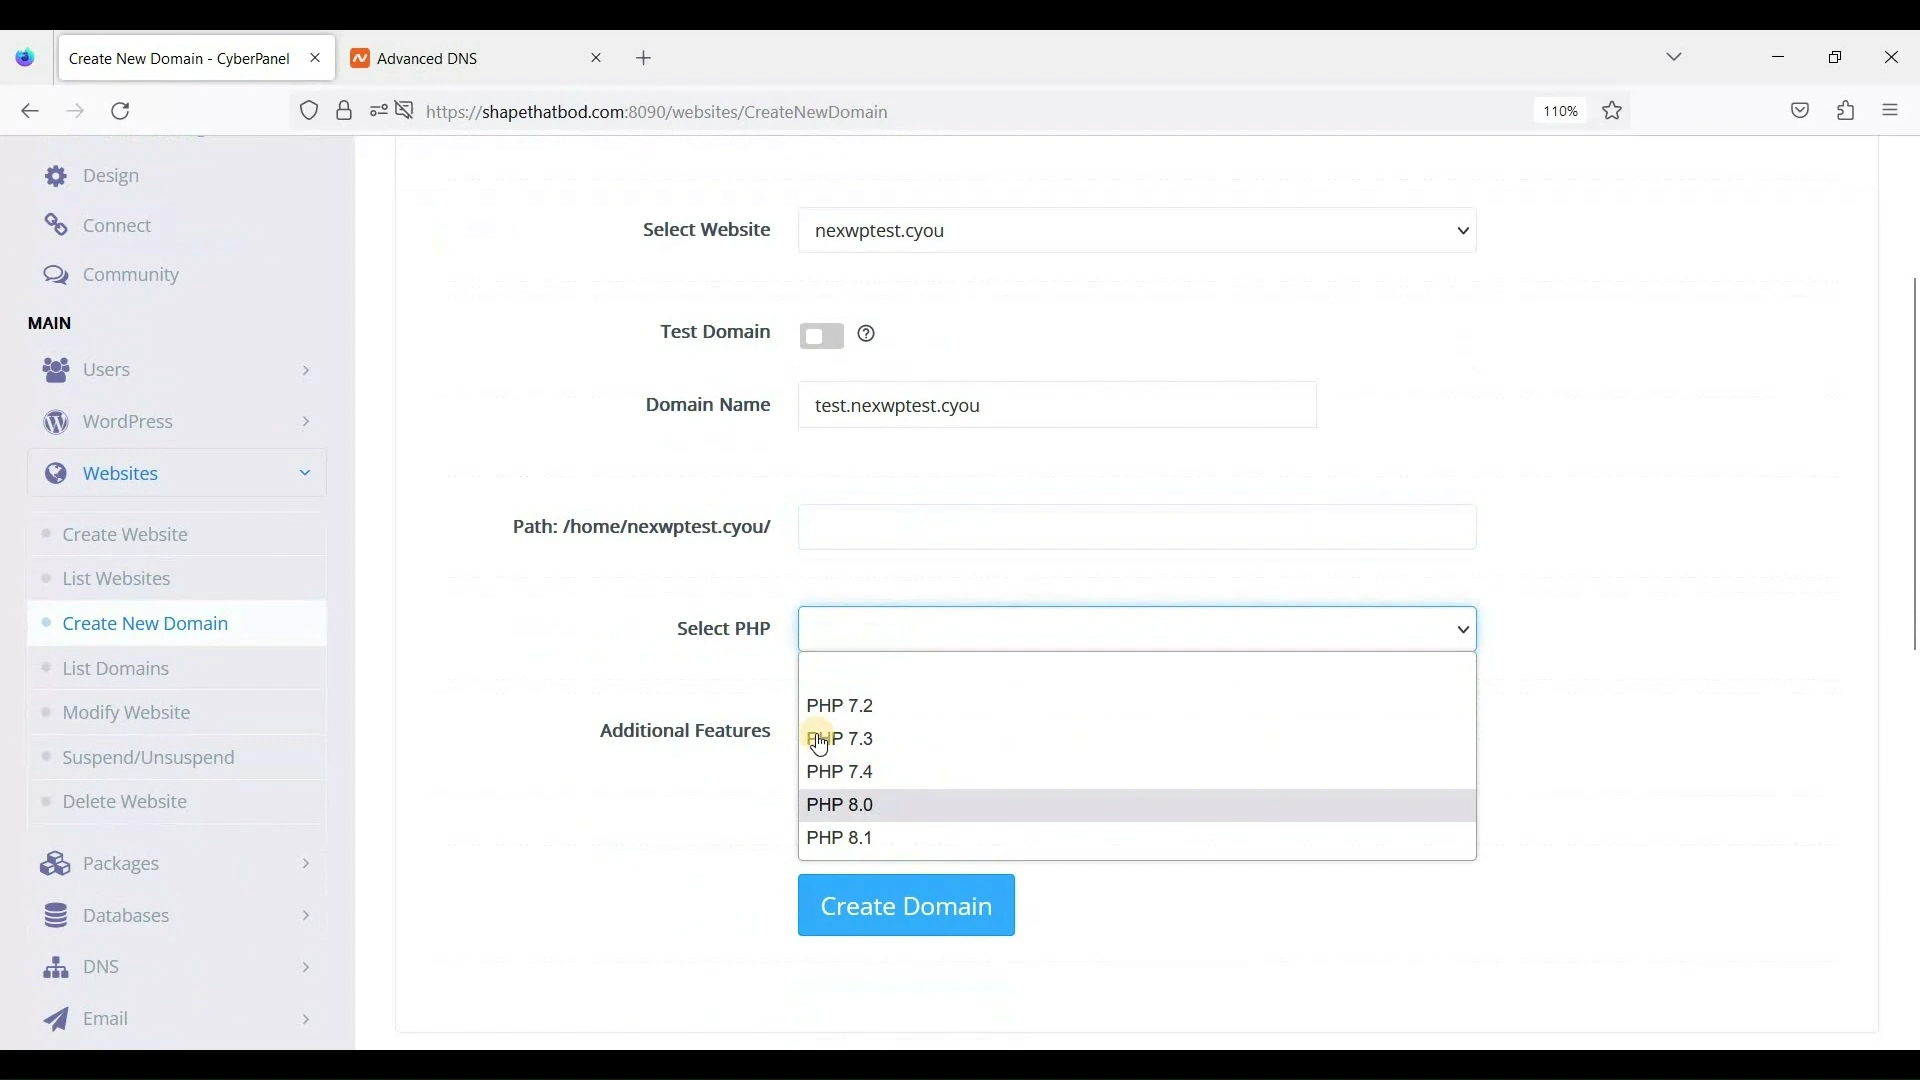 Create New Domain - CyberPanel
Advanced DNS
https://shapethatbod.com:8090/websites/CreateNewDomain
110%
Design
Connect
Community
MAIN
Users
WordPress
Websites
Create Website
List Websites
Create New Domain
List Domains
Modify Website
Suspend/Unsuspend
Delete Website
Packages
Databases
DNS
Email
Select Website
nexwptest.cyou
Test Domain
Domain Name
test.nexwptest.cyou
Path: /home/nexwptest.cyou/
Select PHP
PHP 7.2
PHP 7.3
PHP 7.4
PHP 8.0
PHP 8.1
Additional Features
Create Domain